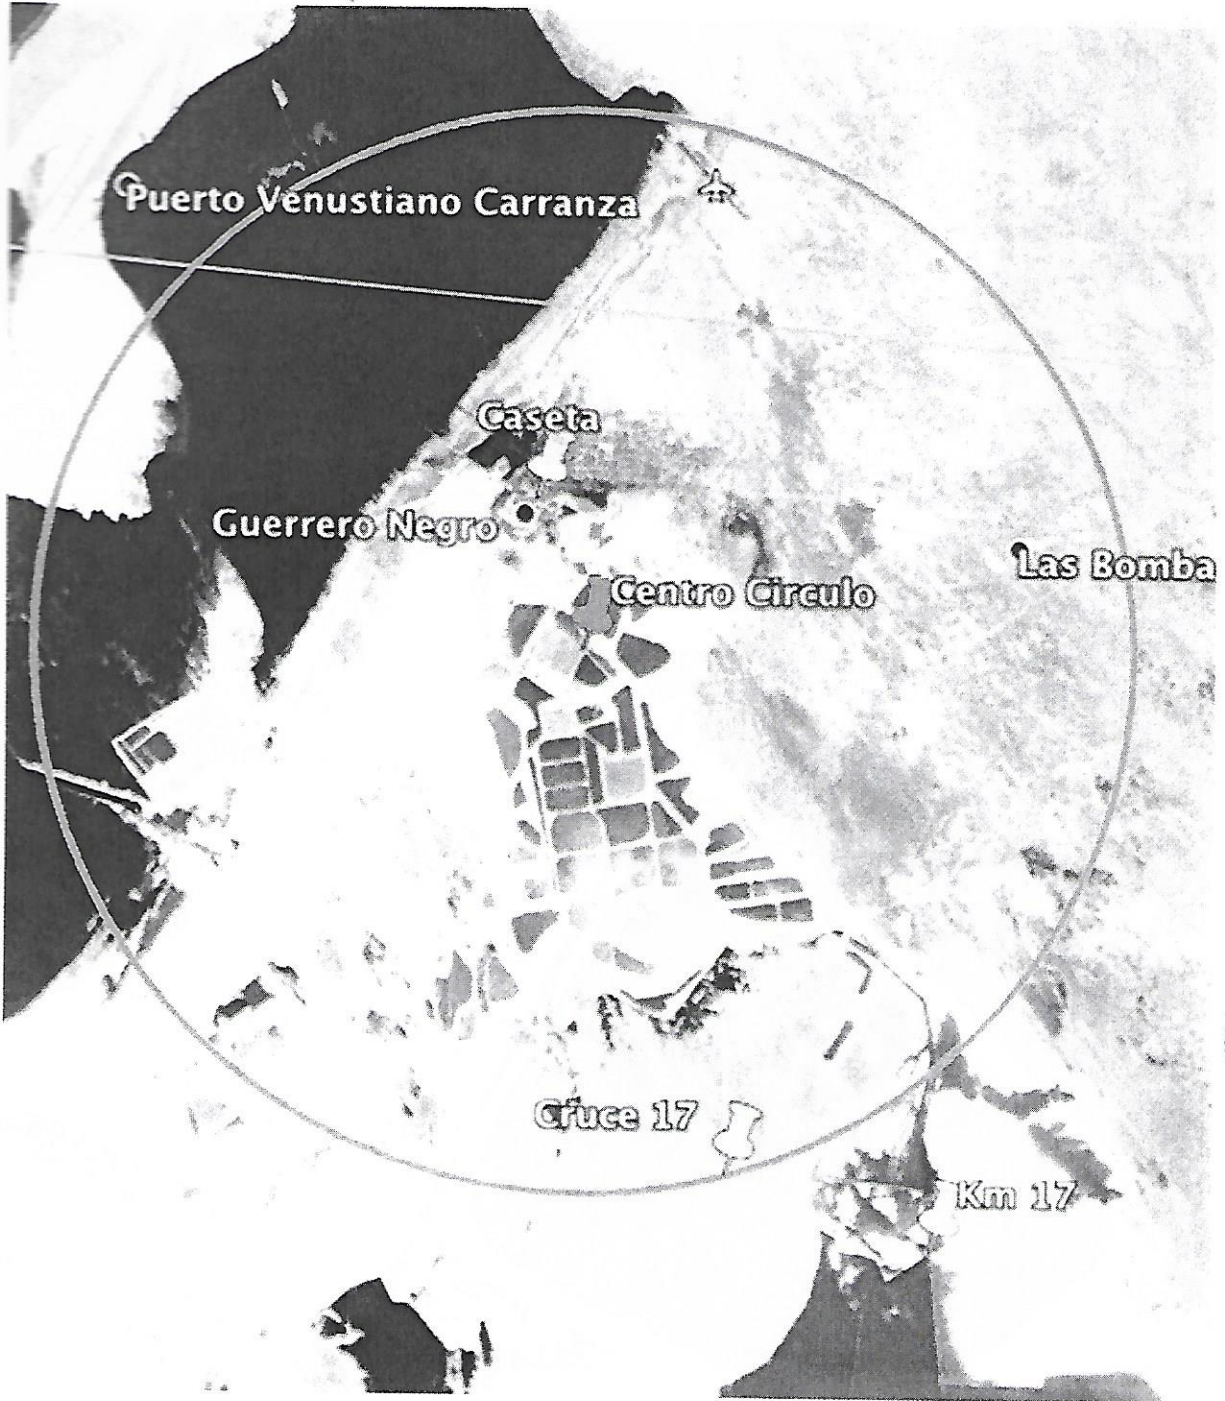 Puerto Venustiano Carranza
Caseta
Guerrero Negro
Las Bomba
Centro Circulo
Cruce 17
Km 17